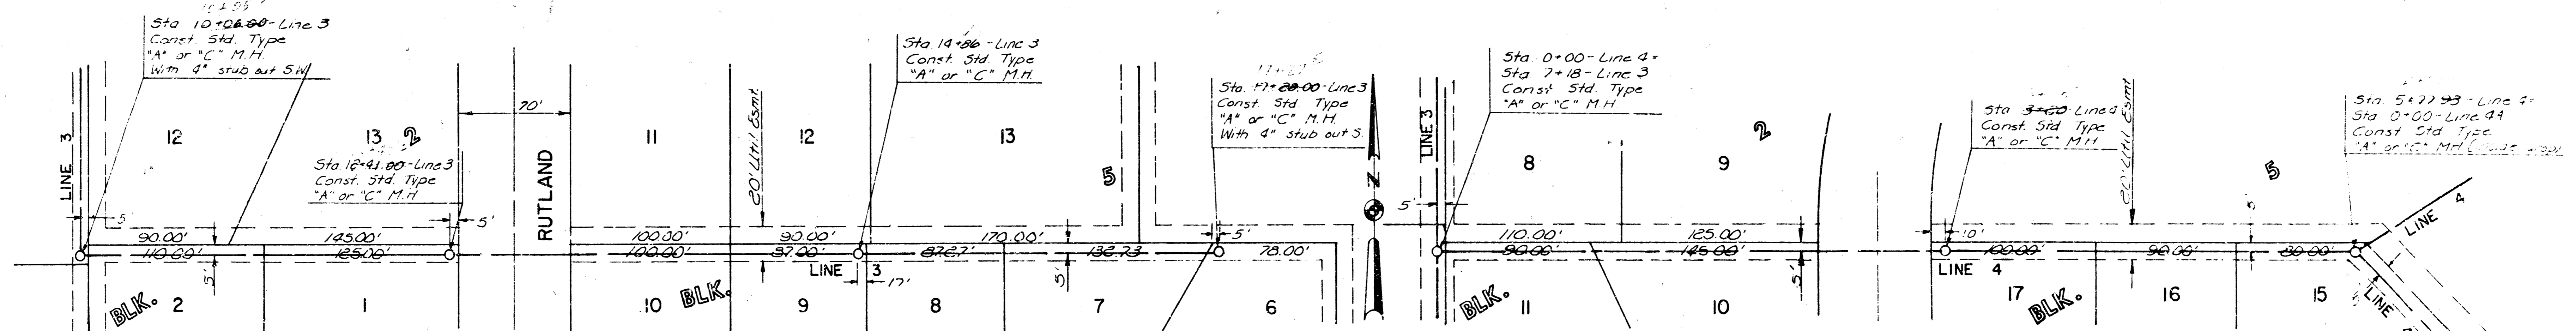 Sta 10+06.00 - Line 3
Const. Std. Type
"A" or "C" M.H.
With 4" stub out S.W.
LINE 3
12
13
2
Sta. 12+41.00 - Line 3
Const. Std. Type
"A" or "C" M.H.
5'
5'
90.00'
145.00'
110.00'
125.00'
5'
BLK.
2
1
70'
RUTLAND
11
20' Util. Esmt.
12
13
Sta. 14+86 - Line 3
Const. Std. Type
"A" or "C" M.H.
5
100.00'
90.00'
170.00'
100.00'
97.00'
87.27'
132.73
78.00'
5'
LINE 3
17'
5'
10
BLK.
9
8
7
6
Sta. 17+28.00 - Line 3
Const. Std. Type
"A" or "C" M.H.
With 4" stub out S.
N
LINE 3
5'
Sta. 0+00 - Line 4 =
Sta. 7+18 - Line 3
Const. Std. Type
"A" or "C" M.H.
8
9
2
110.00'
125.00'
90.00'
145.00'
5'
BLK.
11
10
Sta. 3+20 - Line 4
Const. Std Type
"A" or "C" M.H.
20' Util. Esmt
5
Sta. 5+77 93 - Line 4 =
Sta 0+00 - Line 4A
Const Std Type
"A" or "C" MH
10'
5'
100.00'
90.00'
80.00'
LINE 4
LINE 4
LINE
17
BLK.
16
15